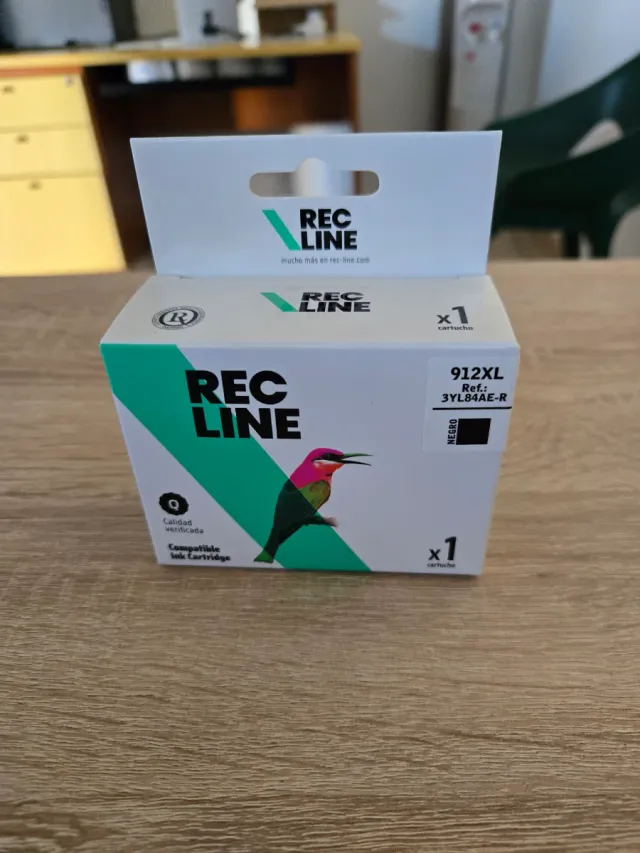 REC
LINE
mucho más en rec-line.com
REC
LINE
LR
x1
cartucho
REC
LINE
912XL
Ref.:
3YL84AE-R
NEGRO
Q
Calidad
verificada
Compatible
Ink Cartridge
x1
cartucho